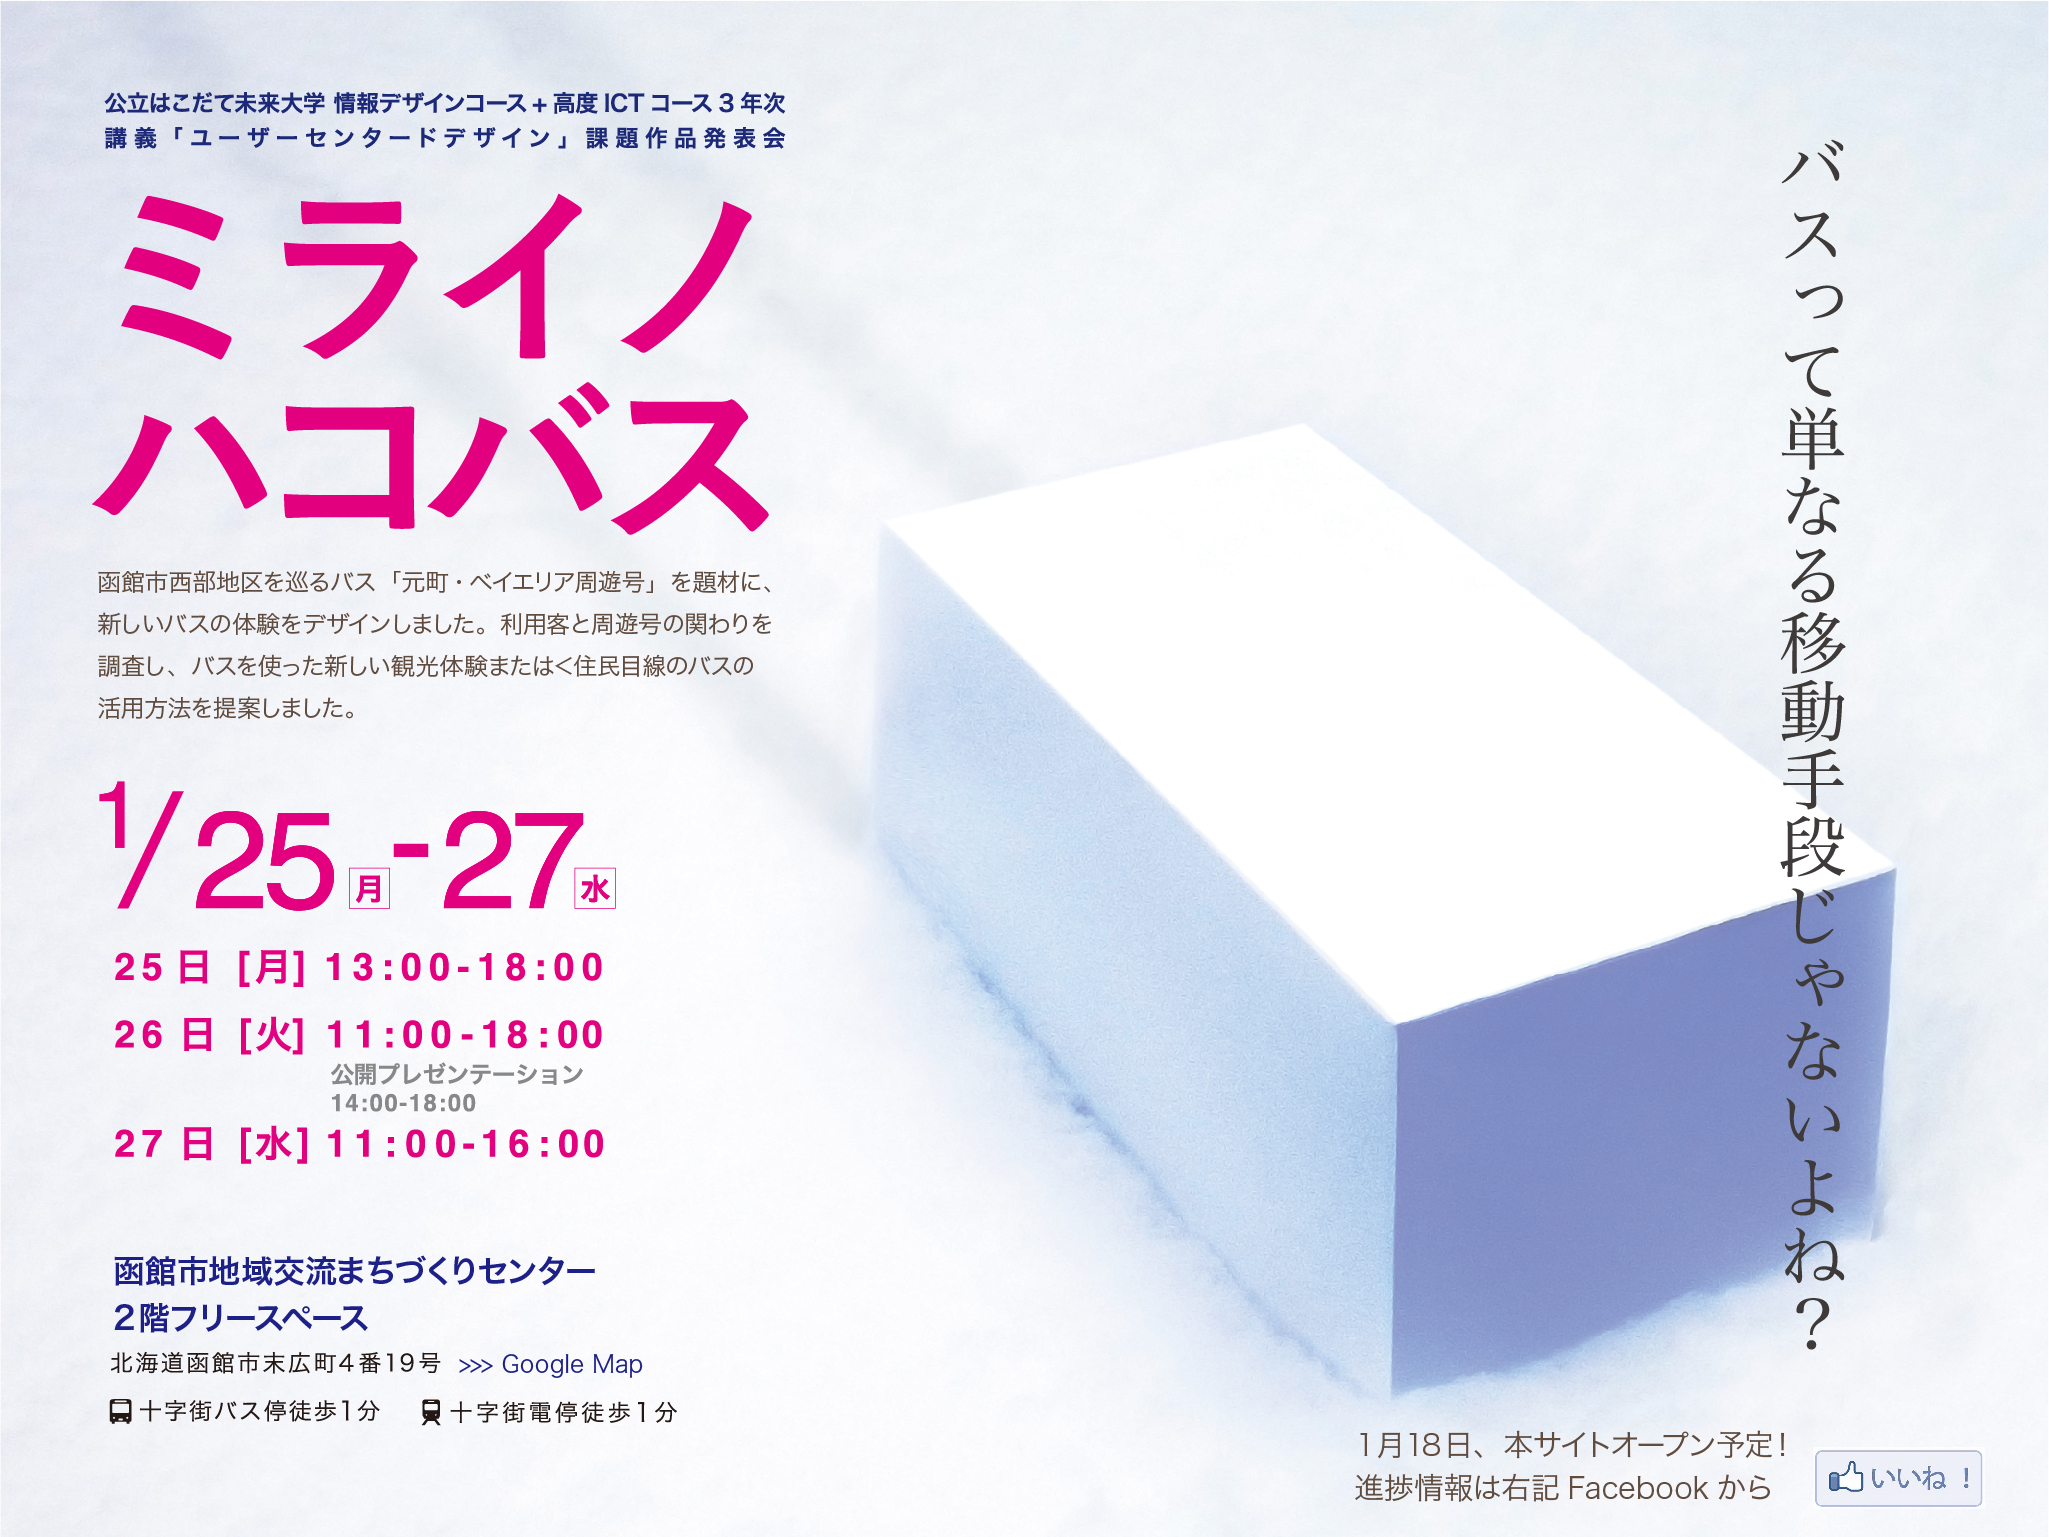 公立はこだて未来大学 情報デザインコース + 高度 ICT コース 3 年次
講義「ユーザーセンタードデザイン」課題作品発表会
ミライノ
ハコバス
函館市西部地区を巡るバス「元町・ベイエリア周遊号」を題材に、
新しいバスの体験をデザインしました。利用客と周遊号の関わりを
調査し、バスを使った新しい観光体験または<住民目線のバスの
活用方法を提案しました。
1/25 月 - 27 水
25日 [月] 13:00-18:00
26日 [火] 11:00-18:00
公開プレゼンテーション
14:00-18:00
27日 [水] 11:00-16:00
函館市地域交流まちづくりセンター
2階フリースペース
北海道函館市末広町4番19号 >>> Google Map
十字街バス停徒歩1分 十字街電停徒歩1分
バスって単なる移動手段じゃないよね？
1月18日、本サイトオープン予定！
進捗情報は右記 Facebook から
いいね！